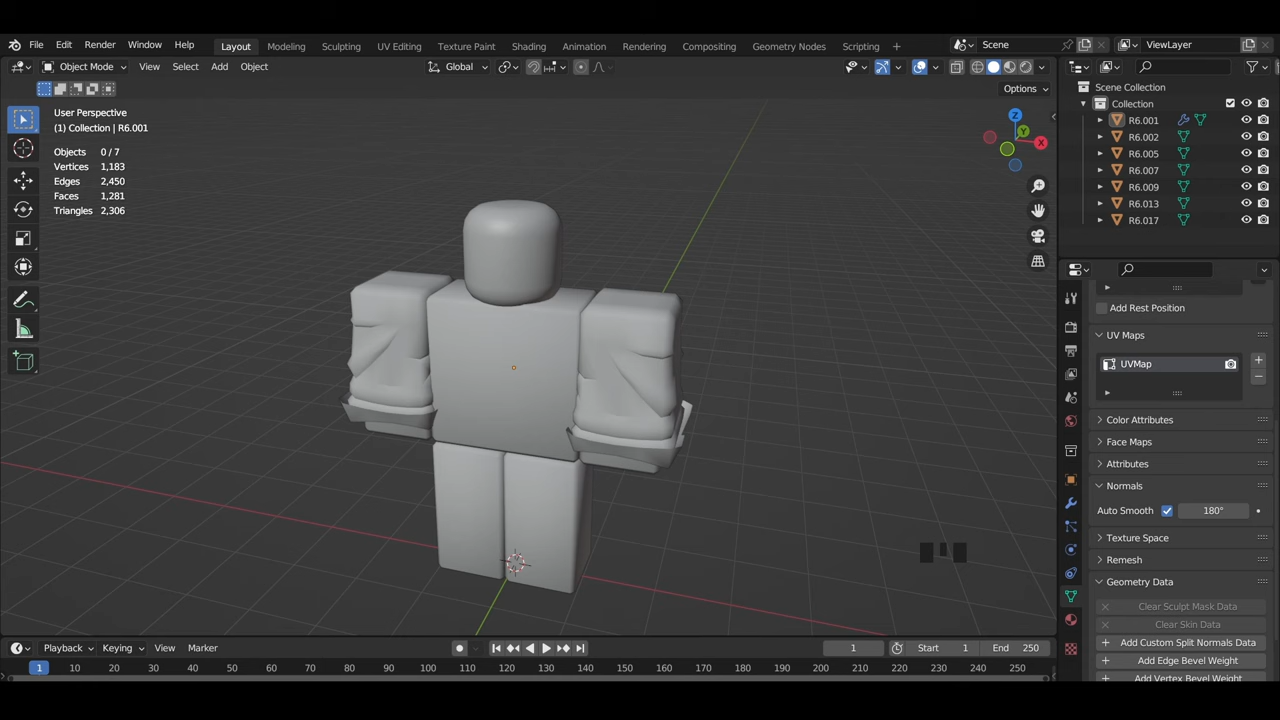 File Edit Render Window Help Layout Modeling Sculpting UV Editing Texture Paint Shading Animation Rendering Compositing Geometry Nodes Scripting + Scene ViewLayer
Object Mode View Select Add Object Global
Options
User Perspective
(1) Collection | R6.001
Objects 0 / 7
Vertices 1,183
Edges 2,450
Faces 1,281
Triangles 2,306
Z
Y
X
Scene Collection
Collection
R6.001
R6.002
R6.005
R6.007
R6.009
R6.013
R6.017
Add Rest Position
UV Maps
UVMap
Color Attributes
Face Maps
Attributes
Normals
Auto Smooth 180°
Texture Space
Remesh
Geometry Data
Clear Sculpt Mask Data
Clear Skin Data
Add Custom Split Normals Data
Add Edge Bevel Weight
Add Vertex Bevel Weight
Playback Keying View Marker 1 Start 1 End 250
1 10 20 30 40 50 60 70 80 90 100 110 120 130 140 150 160 170 180 190 200 210 220 230 240 250